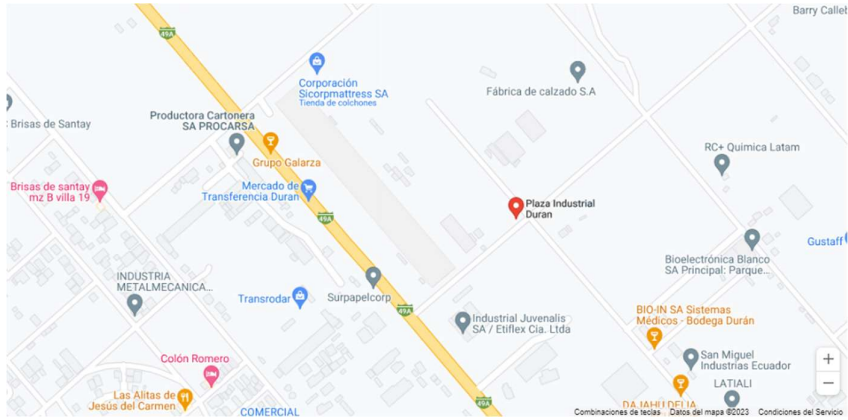 Barry Calleb
49A
Corporación
Sicorpmattress SA
Tienda de colchones
Fábrica de calzado S.A
Productora Cartonera
SA PROCARSA
Brisas de Santay
Grupo Galarza
RC+ Quimica Latam
Brisas de santay
mz B villa 19
Mercado de
Transferencia Duran
49A
Plaza Industrial
Duran
Gustaff
Bioelectrónica Blanco
SA Principal: Parque...
INDUSTRIA
METALMECANICA...
Transrodar
Surpapelcorp
49A
Industrial Juvenalis
SA / Etiflex Cia. Ltda
BIO-IN SA Sistemas
Médicos - Bodega Durán
Colón Romero
San Miguel
Industrias Ecuador
Las Alitas de
Jesús del Carmen
LATIALI
49A
COMERCIAL
DAJAHU DELIA
+
−
Combinaciones de teclas
Datos del mapa ©2023
Condiciones del Servicio